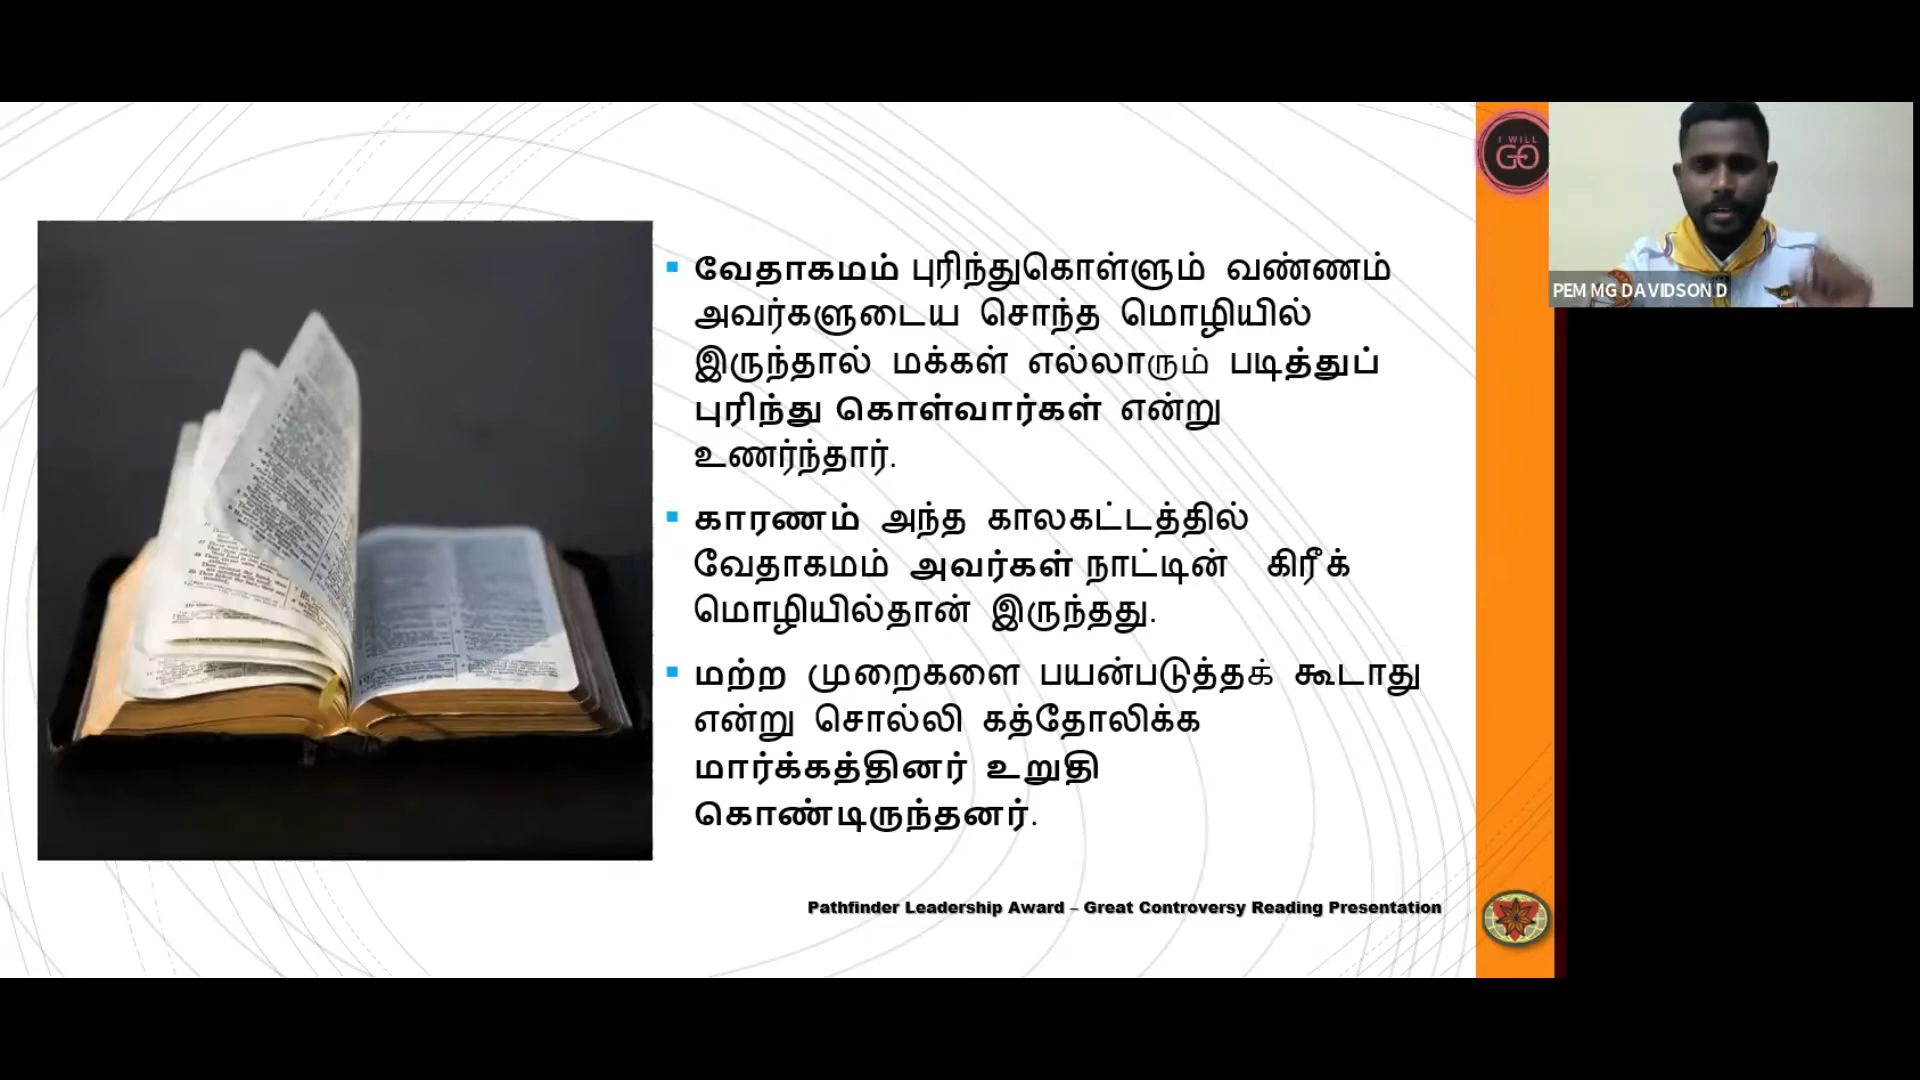 வேதாகமம் புரிந்துகொள்ளும் வண்ணம்
அவர்களுடைய சொந்த மொழியில்
இருந்தால் மக்கள் எல்லாரும் படித்துப்
புரிந்து கொள்வார்கள் என்று
உணர்ந்தார்.
காரணம் அந்த காலகட்டத்தில்
வேதாகமம் அவர்கள் நாட்டின் கிரீக்
மொழியில்தான் இருந்தது.
மற்ற முறைகளை பயன்படுத்தக் கூடாது
என்று சொல்லி கத்தோலிக்க
மார்க்கத்தினர் உறுதி
கொண்டிருந்தனர்.
Pathfinder Leadership Award – Great Controversy Reading Presentation
I WILL
GO
PEM MG DAVIDSON D